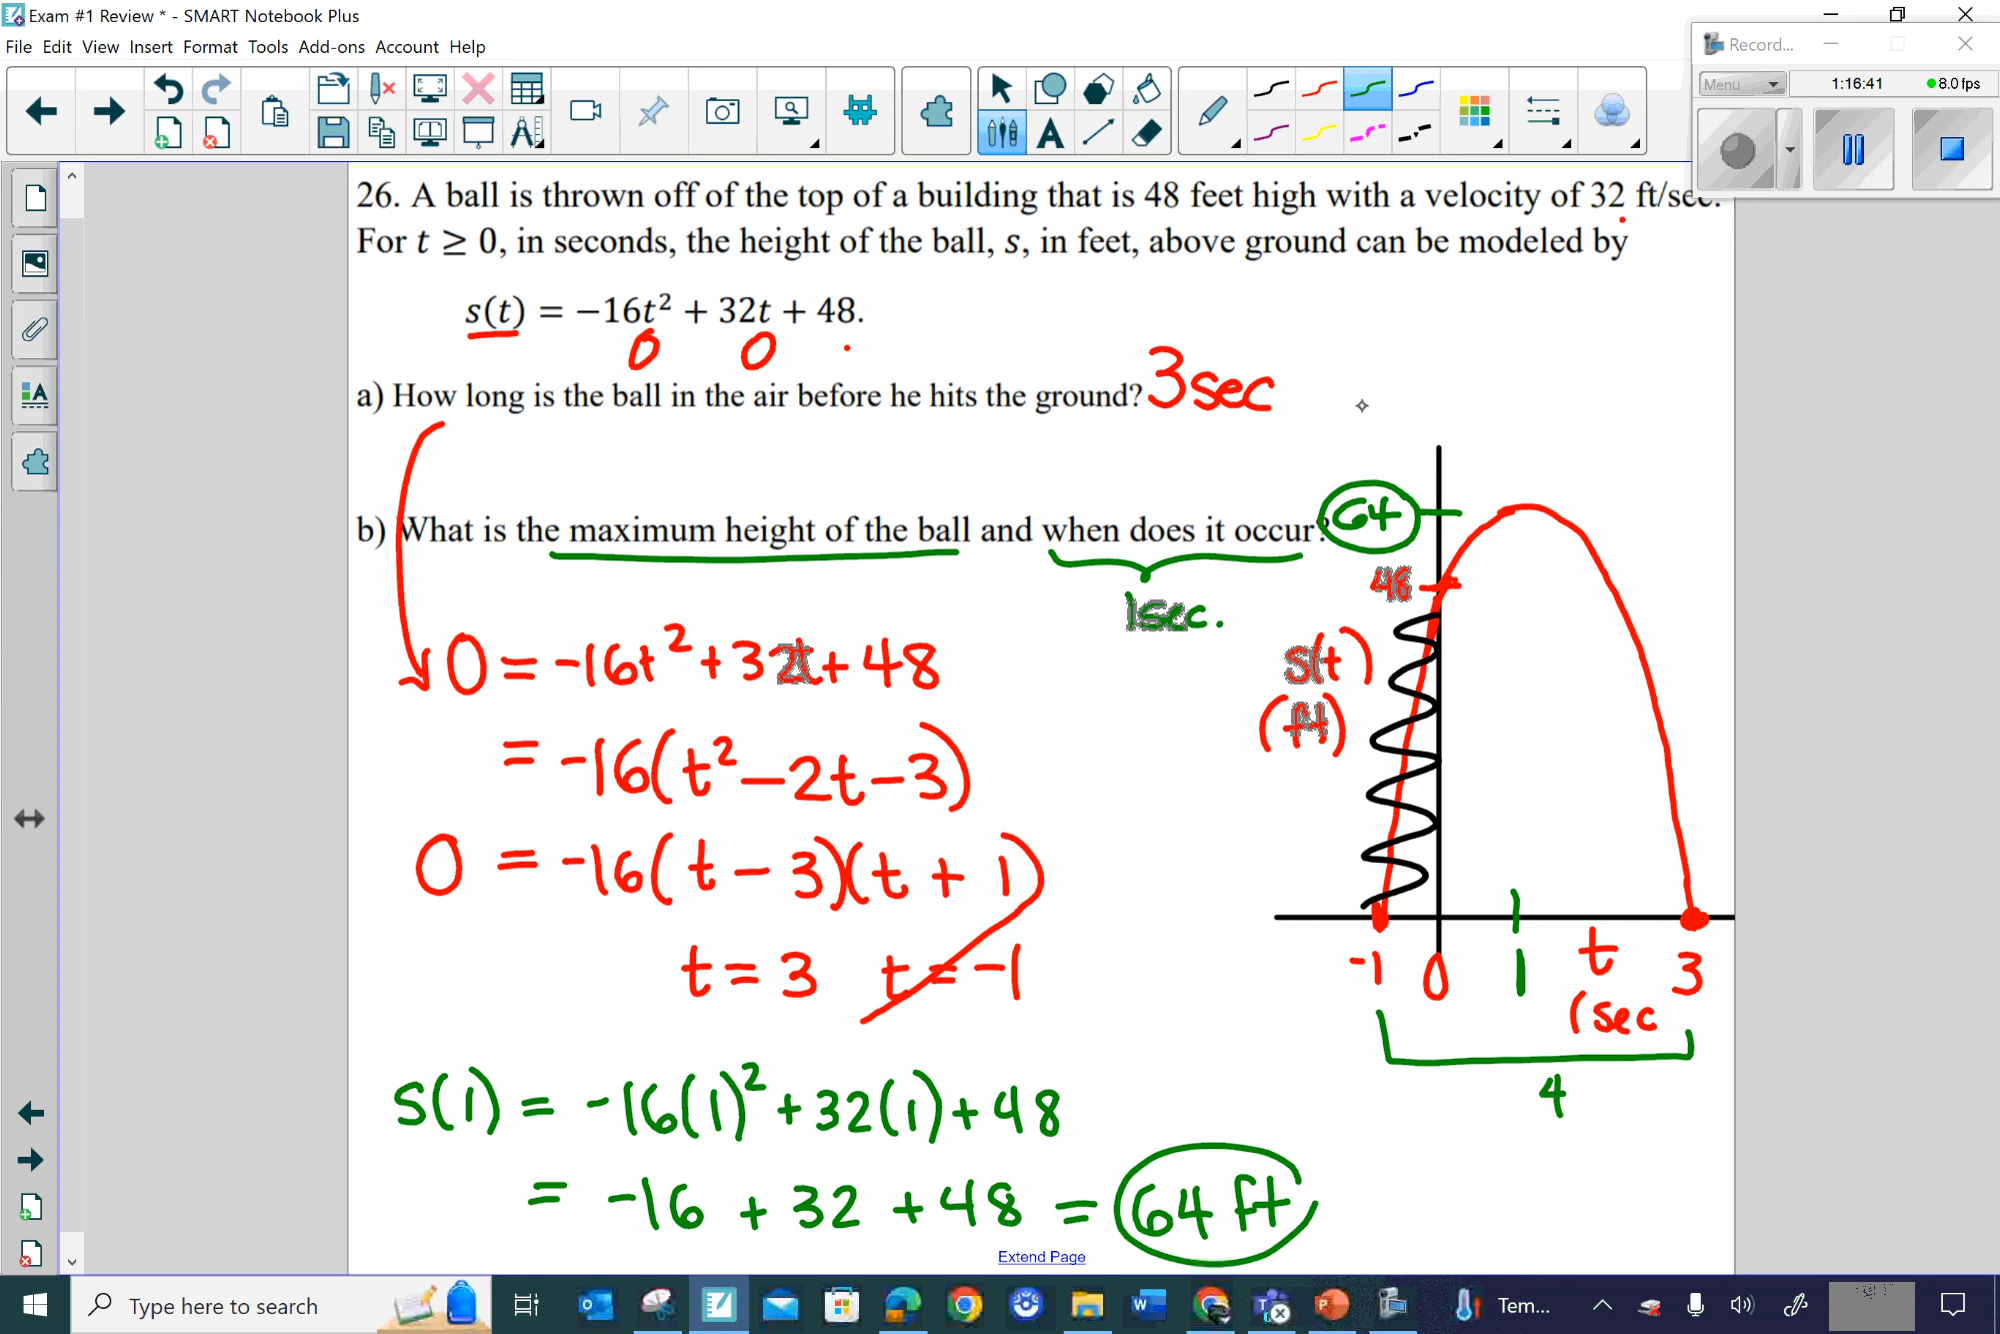 Exam #1 Review * - SMART Notebook Plus
File Edit View Insert Format Tools Add-ons Account Help
Record...
Menu 1:16:41 8.0 fps
26. A ball is thrown off of the top of a building that is 48 feet high with a velocity of 32 ft/sec.
For t ≥ 0, in seconds, the height of the ball, s, in feet, above ground can be modeled by
s(t) = −16t² + 32t + 48.
0 0
a) How long is the ball in the air before he hits the ground? 3 sec
b) What is the maximum height of the ball and when does it occur?
1 sec.
64
48
s(t)
(ft)
0 = -16t² + 32t + 48
= -16(t² - 2t - 3)
0 = -16(t - 3)(t + 1)
t = 3 t = -1
-1 0 1 t 3
(sec
4
s(1) = -16(1)² + 32(1) + 48
= -16 + 32 + 48 = 64 ft
Extend Page
Type here to search
Tem...